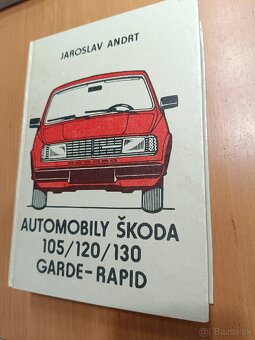 JAROSLAV ANDRT
AUTOMOBILY ŠKODA
105/120/130
GARDE-RAPID
bazos.sk